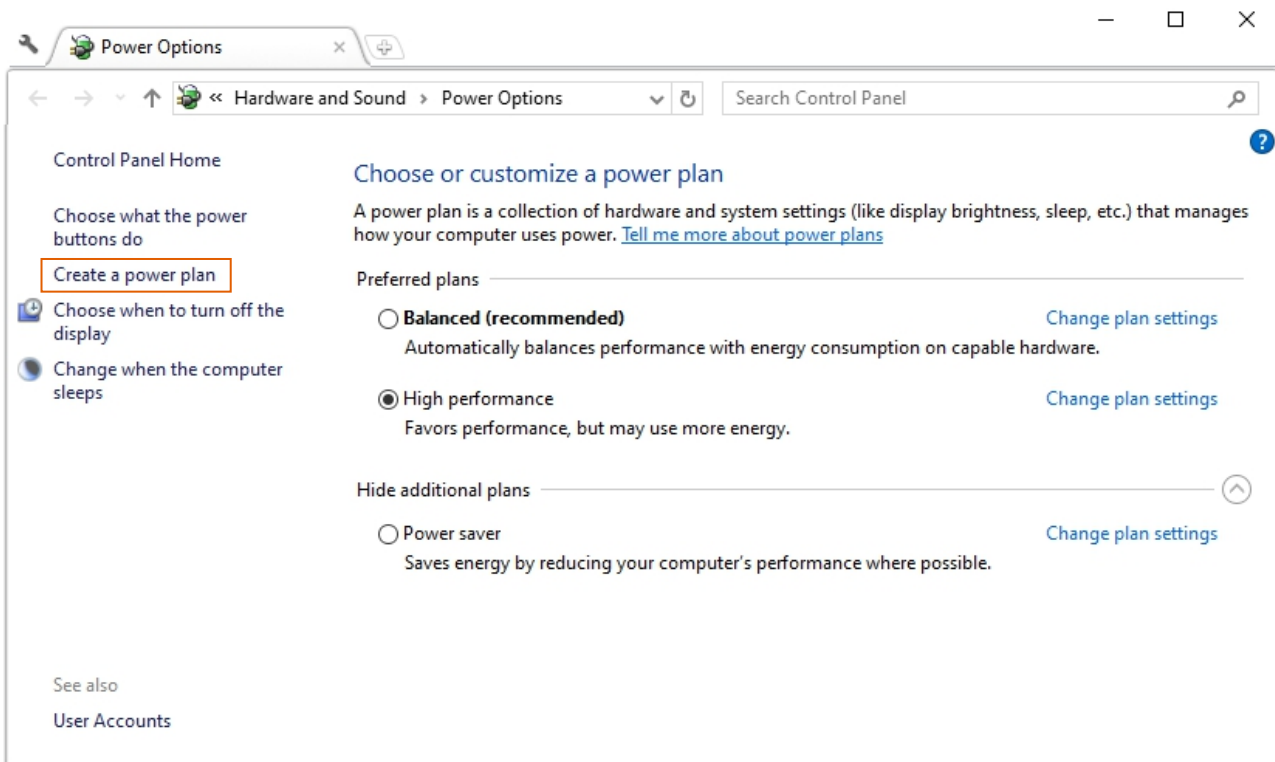 Power Options
« Hardware and Sound › Power Options
Search Control Panel
?
Control Panel Home
Choose what the power
buttons do
Create a power plan
Choose when to turn off the
display
Change when the computer
sleeps
See also
User Accounts
Choose or customize a power plan
A power plan is a collection of hardware and system settings (like display brightness, sleep, etc.) that manages
how your computer uses power. Tell me more about power plans
Preferred plans
Balanced (recommended) Change plan settings
Automatically balances performance with energy consumption on capable hardware.
High performance Change plan settings
Favors performance, but may use more energy.
Hide additional plans
Power saver Change plan settings
Saves energy by reducing your computer's performance where possible.